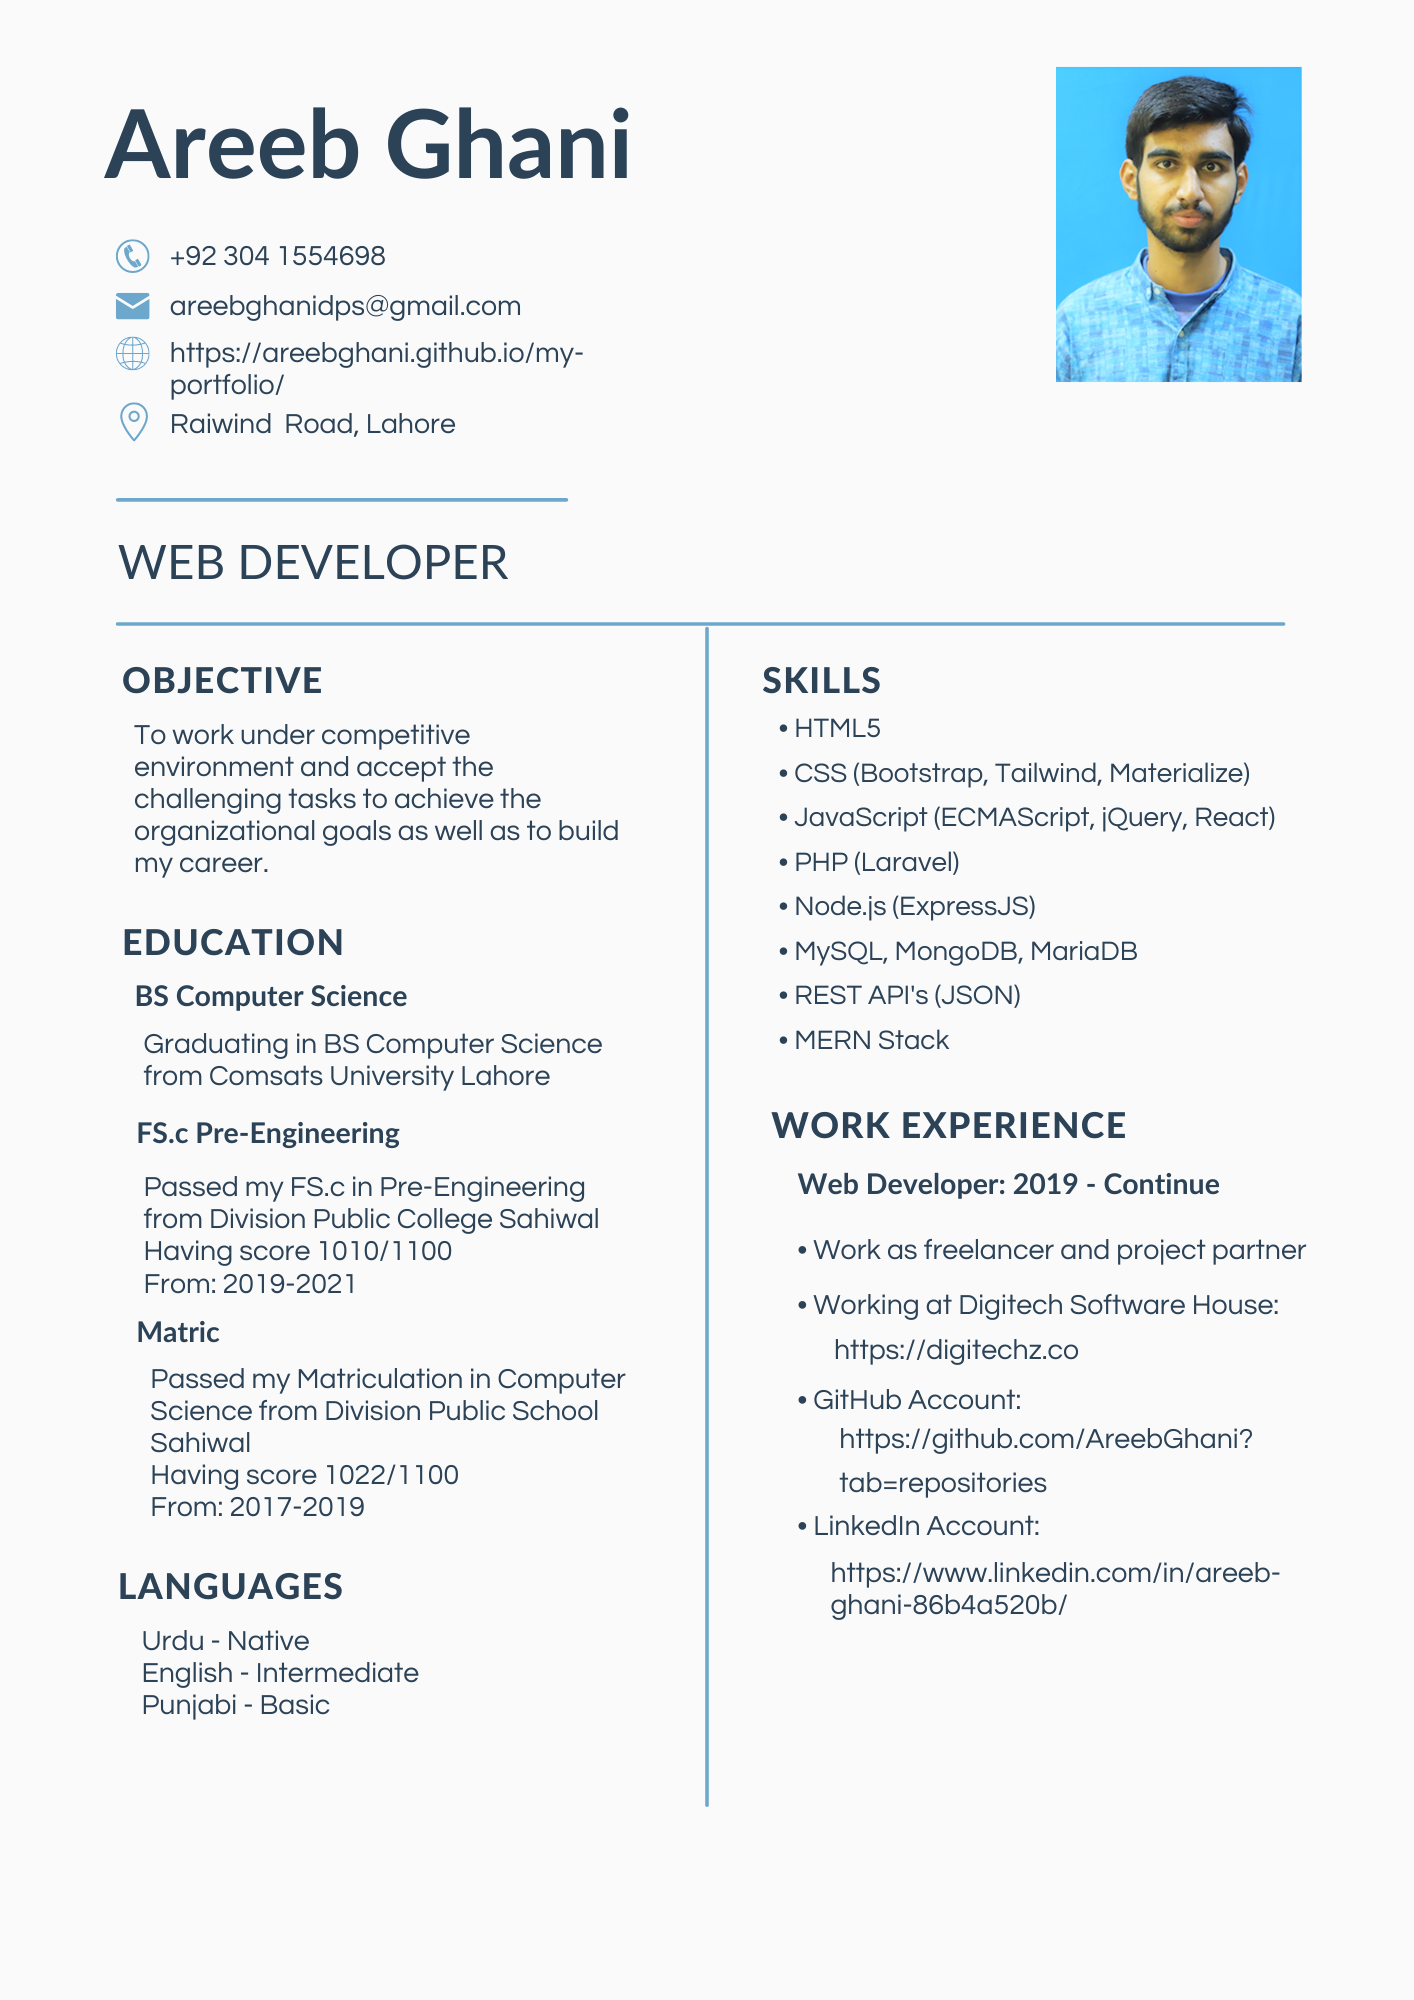 Areeb Ghani
+92 304 1554698
areebghanidps@gmail.com
https://areebghani.github.io/my-
portfolio/
Raiwind  Road, Lahore
WEB DEVELOPER
OBJECTIVE
To work under competitive
environment and accept the
challenging tasks to achieve the
organizational goals as well as to build
my career.
EDUCATION
BS Computer Science
Graduating in BS Computer Science
from Comsats University Lahore
FS.c Pre-Engineering
Passed my FS.c in Pre-Engineering
from Division Public College Sahiwal
Having score 1010/1100
From: 2019-2021
Matric
Passed my Matriculation in Computer
Science from Division Public School
Sahiwal
Having score 1022/1100
From: 2017-2019
LANGUAGES
Urdu - Native
English - Intermediate
Punjabi - Basic
SKILLS
• HTML5
• CSS (Bootstrap, Tailwind, Materialize)
• JavaScript (ECMAScript, jQuery, React)
• PHP (Laravel)
• Node.js (ExpressJS)
• MySQL, MongoDB, MariaDB
• REST API's (JSON)
• MERN Stack
WORK EXPERIENCE
Web Developer: 2019 - Continue
• Work as freelancer and project partner
• Working at Digitech Software House:
https://digitechz.co
• GitHub Account:
https://github.com/AreebGhani?
tab=repositories
• LinkedIn Account:
https://www.linkedin.com/in/areeb-
ghani-86b4a520b/